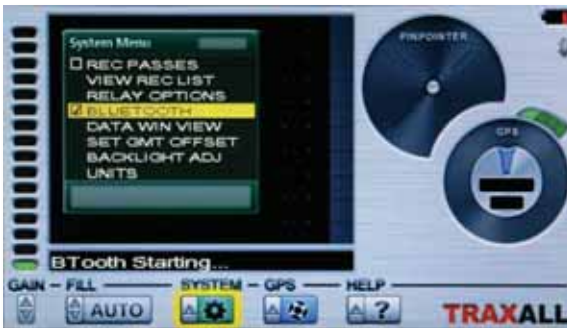 System Menu
REC PASSES
VIEW REC LIST
RELAY OPTIONS
BLUETOOTH
DATA WIN VIEW
SET GMT OFFSET
BACKLIGHT ADJ
UNITS
PINPOINTER
GPS
BTooth Starting...
GAIN FILL SYSTEM GPS HELP
AUTO ?
TRAXALL